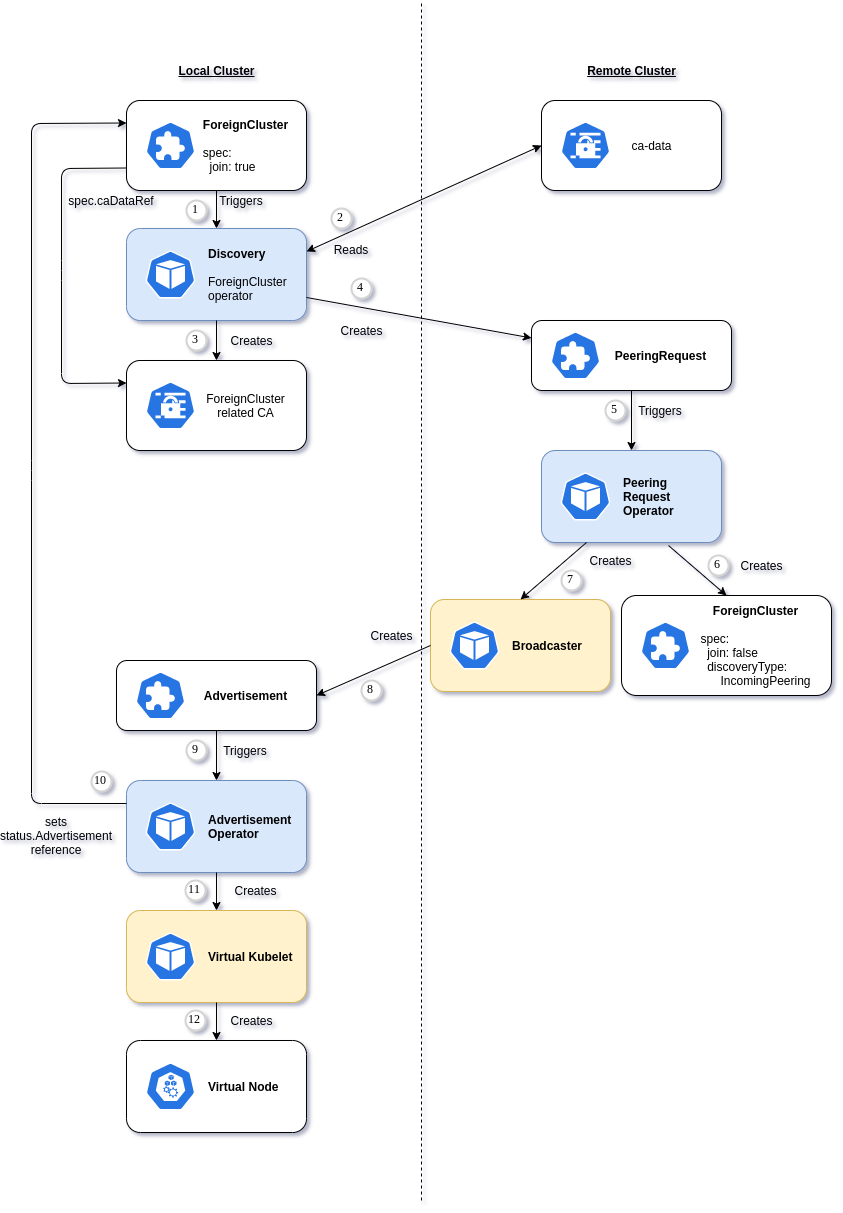 Local Cluster
Remote Cluster
ForeignCluster
spec:
join: true
ca-data
spec.caDataRef
1
Triggers
2
Reads
Discovery
ForeignCluster
operator
4
Creates
3
Creates
PeeringRequest
ForeignCluster
related CA
5
Triggers
Peering
Request
Operator
7
Creates
6
Creates
ForeignCluster
spec:
join: false
discoveryType:
IncomingPeering
Broadcaster
Creates
8
Advertisement
9
Triggers
10
sets
status.Advertisement
reference
Advertisement
Operator
11
Creates
Virtual Kubelet
12
Creates
Virtual Node